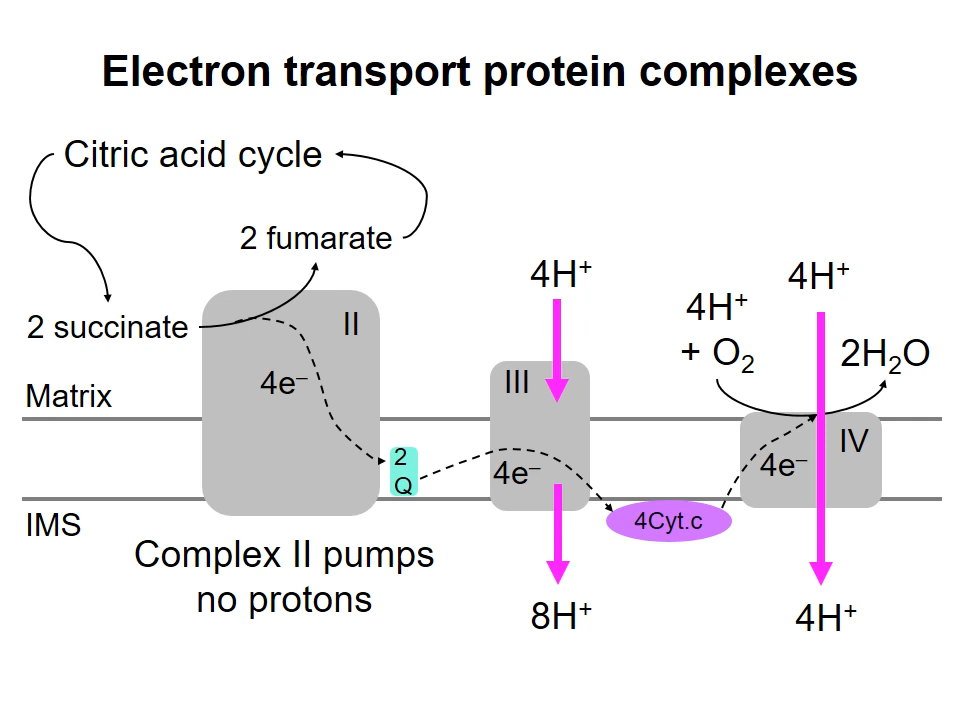 Electron transport protein complexes
Citric acid cycle
2 fumarate
2 succinate
II
4e–
Matrix
IMS
2
Q
Complex II pumps
no protons
4H⁺
III
4e–
8H⁺
4Cyt.c
4H⁺
+ O₂
4H⁺
2H₂O
IV
4e–
4H⁺